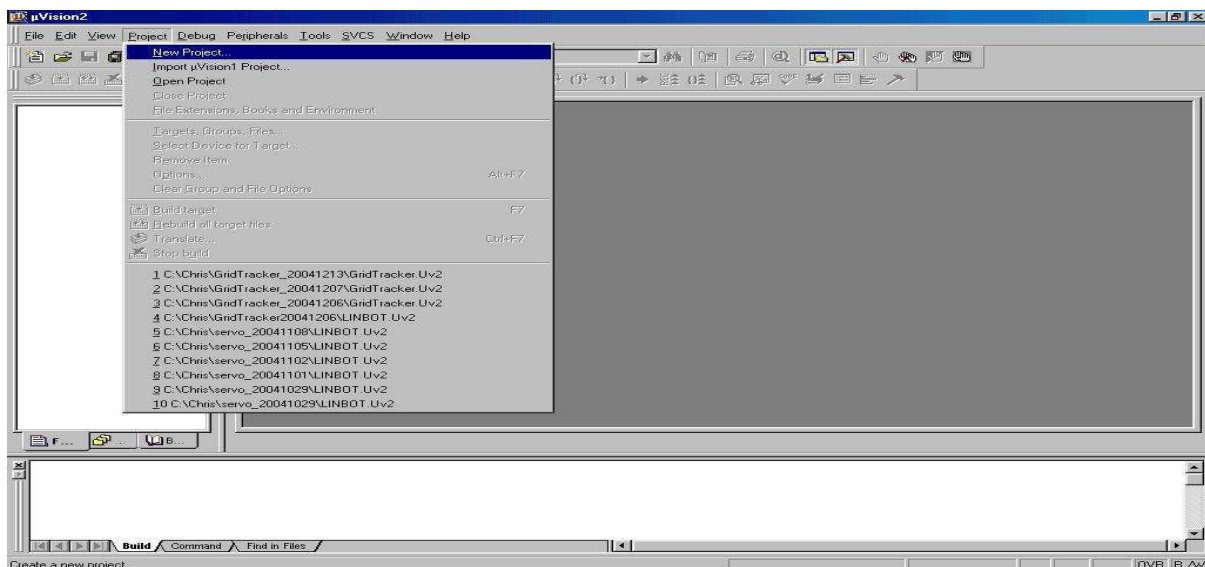 µVision2
File Edit View Project Debug Peripherals Tools SVCS Window Help
New Project...
Import µVision1 Project...
Open Project
Close Project
File Extensions, Books and Environment
Targets, Groups, Files...
Select Device for Target...
Remove Item
Options... Alt+F7
Clear Group and File Options
Build target F7
Rebuild all target files
Translate... Ctrl+F7
Stop build
1 C:\Chris\GridTracker_20041213\GridTracker.Uv2
2 C:\Chris\GridTracker_20041207\GridTracker.Uv2
3 C:\Chris\GridTracker_20041206\GridTracker.Uv2
4 C:\Chris\GridTracker20041206\LINBOT.Uv2
5 C:\Chris\servo_20041108\LINBOT.Uv2
6 C:\Chris\servo_20041105\LINBOT.Uv2
7 C:\Chris\servo_20041102\LINBOT.Uv2
8 C:\Chris\servo_20041101\LINBOT.Uv2
9 C:\Chris\servo_20041029\LINBOT.Uv2
10 C:\Chris\servo_20041029\LINBOT.Uv2
F... ... B...
Build Command Find in Files
Create a new project
OVR R AW